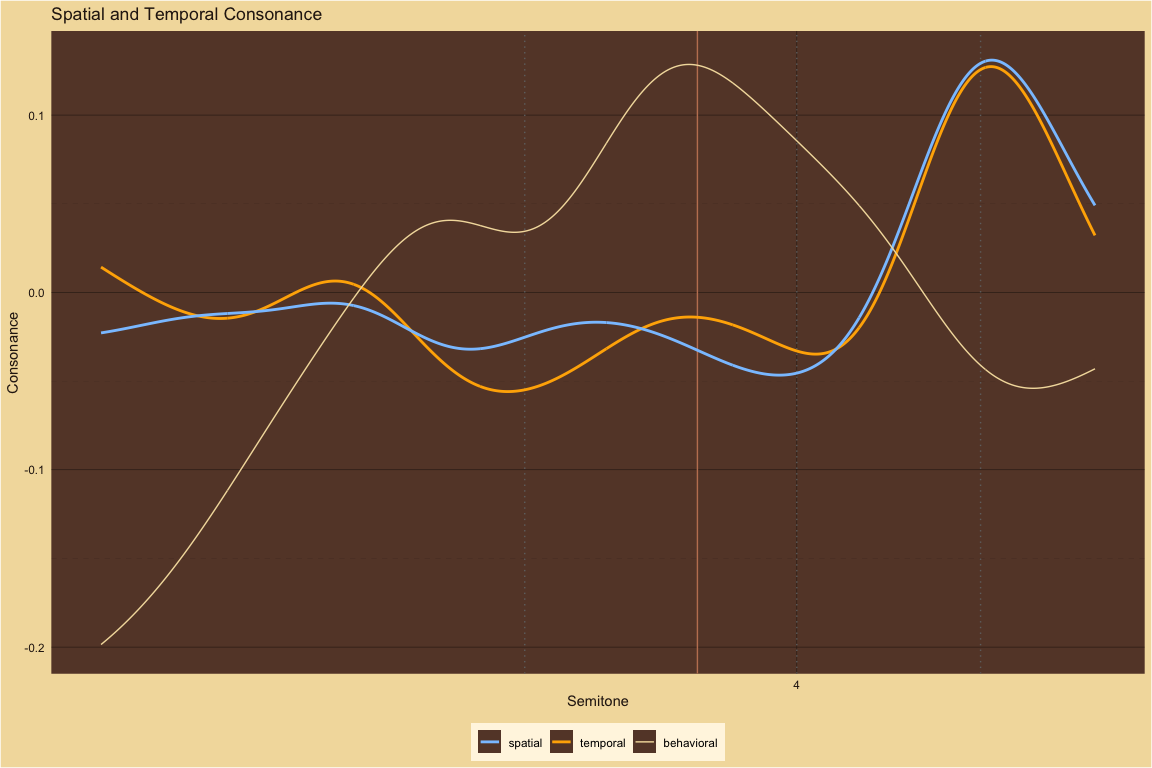 Spatial and Temporal Consonance
0.1
0.0
-0.1
-0.2
Consonance
4
Semitone
spatial temporal behavioral